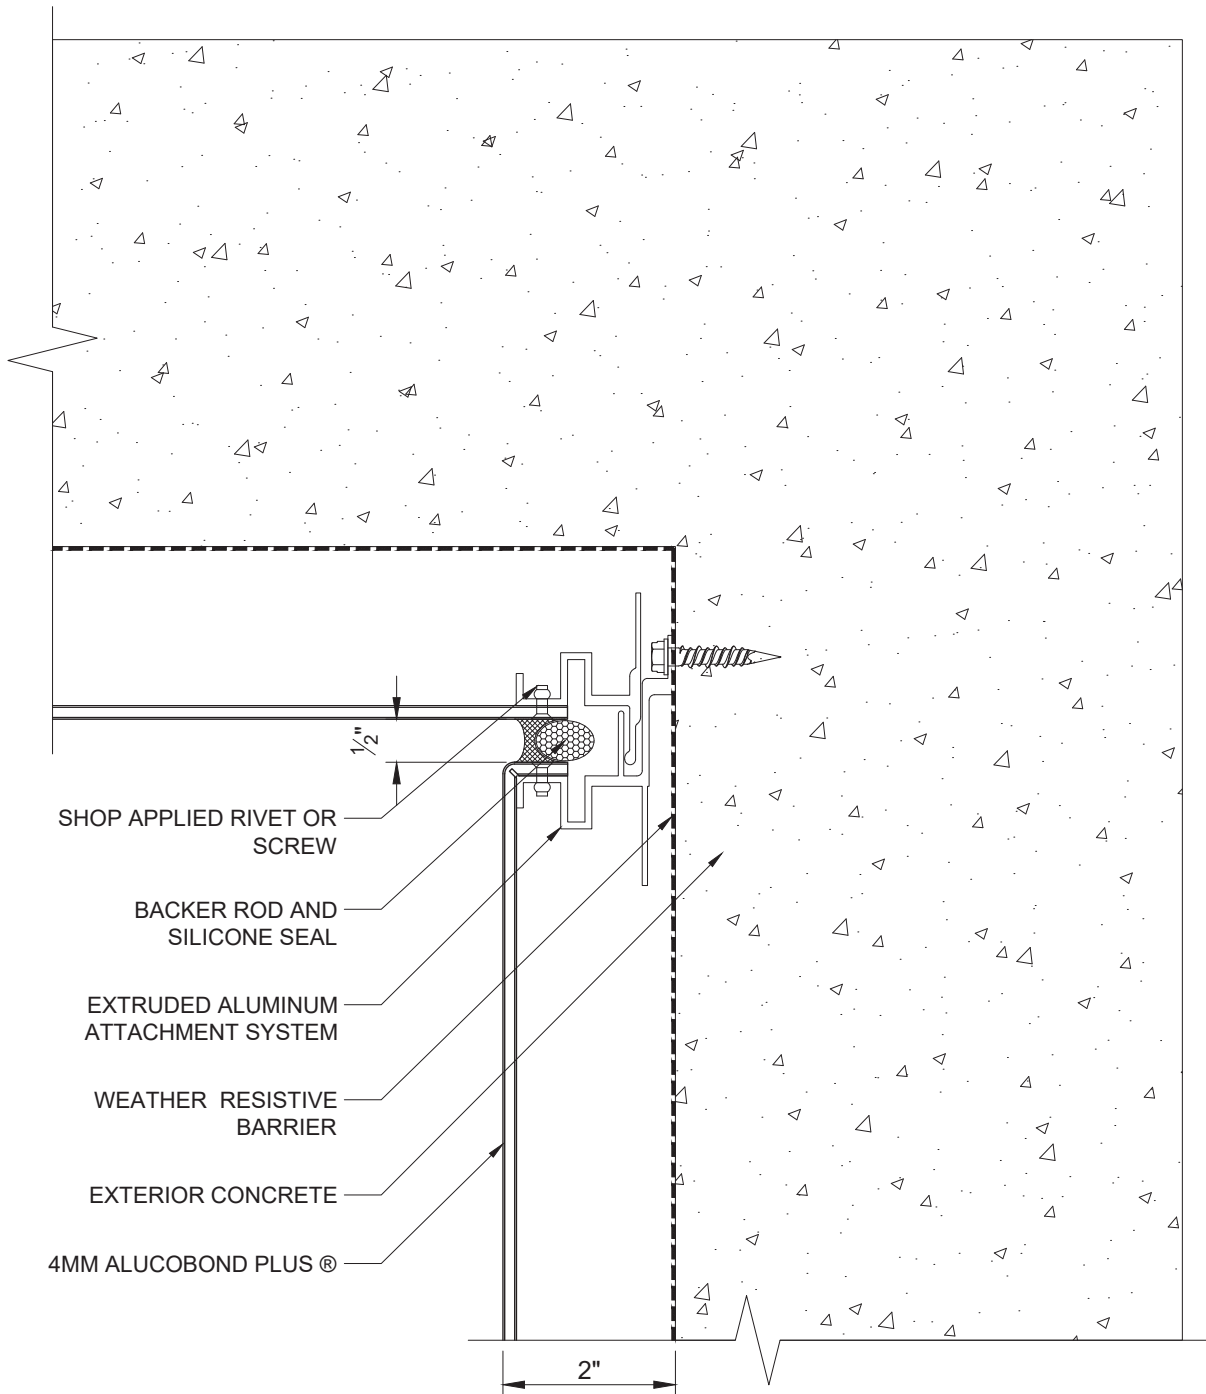 ½"
SHOP APPLIED RIVET OR
SCREW
BACKER ROD AND
SILICONE SEAL
EXTRUDED ALUMINUM
ATTACHMENT SYSTEM
WEATHER RESISTIVE
BARRIER
EXTERIOR CONCRETE
4MM ALUCOBOND PLUS ®
2"